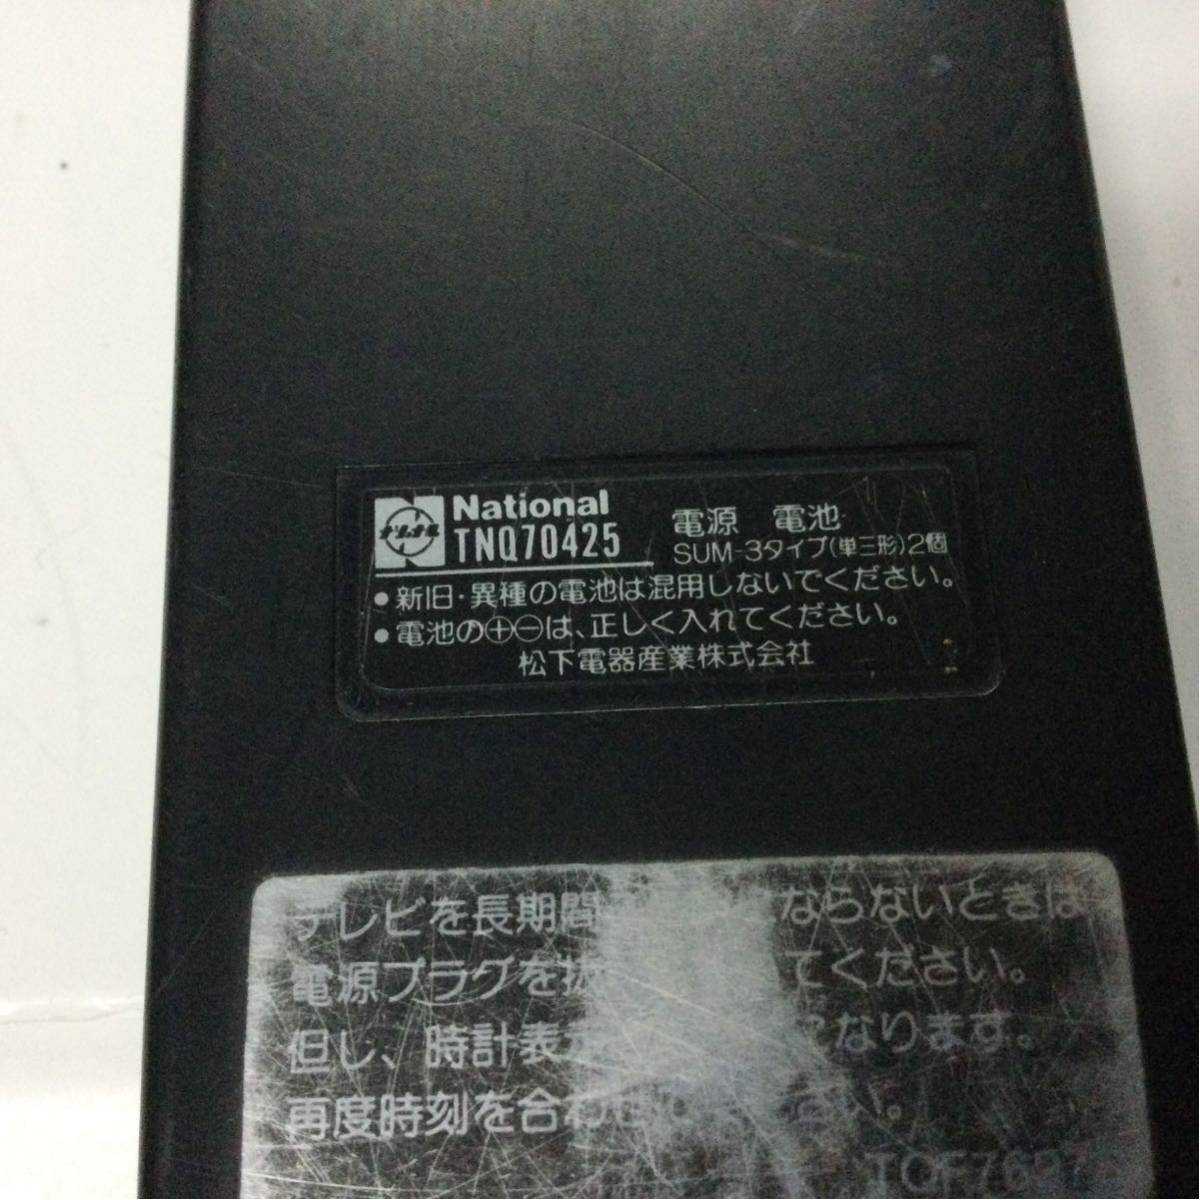 ナショナル
National
TNQ70425
電源 電池
SUM-3タイプ(単三形)2個
●新旧・異種の電池は混用しないでください。
●電池の⊕⊖は、正しく入れてください。
松下電器産業株式会社
テレビを長期間 ならないときは
電源プラグを抜 てください。
但し、時計表 なります。
再度時刻を合わ い。